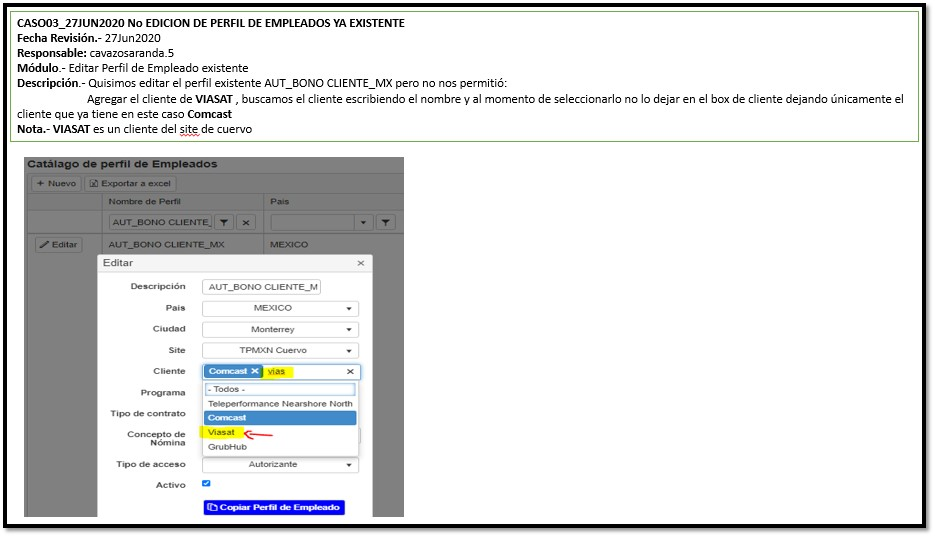 CASO03_27JUN2020 No EDICION DE PERFIL DE EMPLEADOS YA EXISTENTE
Fecha Revisión.- 27Jun2020
Responsable: cavazosaranda.5
Módulo.- Editar Perfil de Empleado existente
Descripción.- Quisimos editar el perfil existente AUT_BONO CLIENTE_MX pero no nos permitió:
Agregar el cliente de VIASAT , buscamos el cliente escribiendo el nombre y al momento de seleccionarlo no lo dejar en el box de cliente dejando únicamente el
cliente que ya tiene en este caso Comcast
Nota.- VIASAT es un cliente del site de cuervo
Catálago de perfil de Empleados
+ Nuevo Exportar a excel
Nombre de Perfil País
AUT_BONO CLIENTE_
Editar AUT_BONO CLIENTE_MX MEXICO
Editar
Descripción AUT_BONO CLIENTE_M
País MEXICO
Ciudad Monterrey
Site TPMXN Cuervo
Cliente Comcast vias
- Todos -
Programa
Teleperformance Nearshore North
Tipo de contrato Comcast
Viasat
Concepto de
Nómina
GrubHub
Tipo de acceso Autorizante
Activo
Copiar Perfil de Empleado